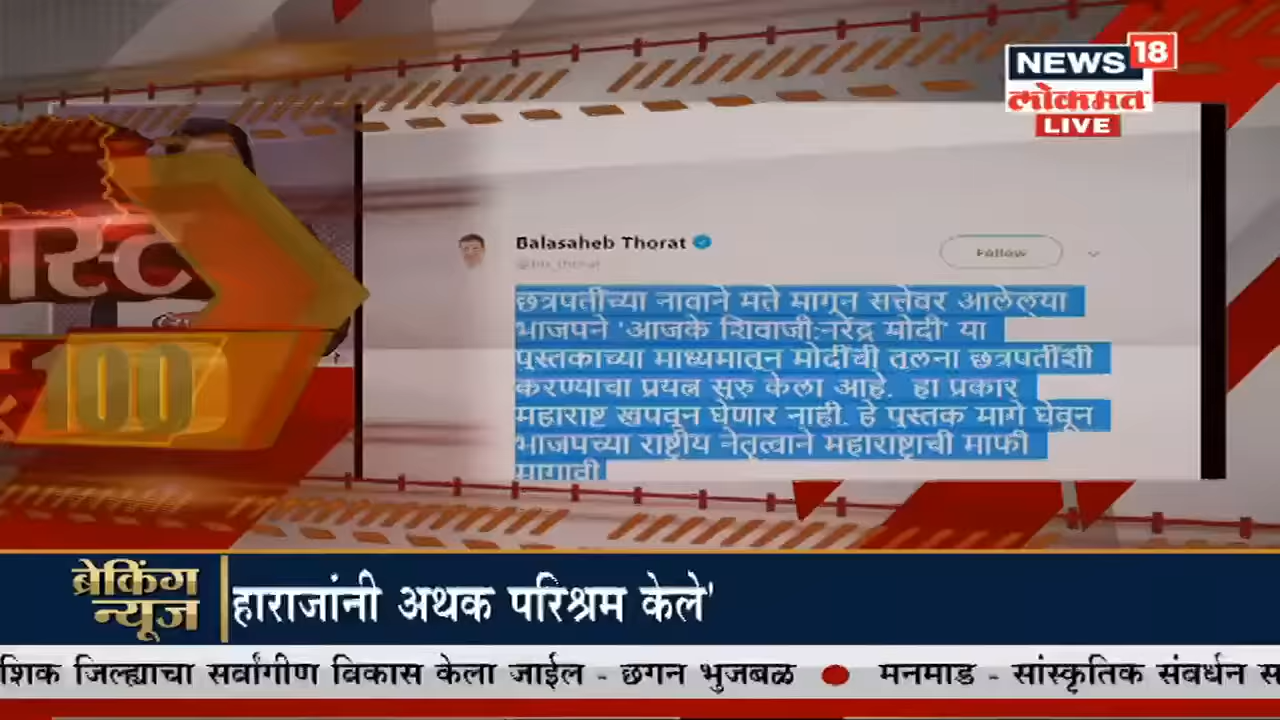 NEWS 18
लोकमत
LIVE
Balasaheb Thorat
Follow
छत्रपतींच्या नावाने मते मागून सत्तेवर आलेल्या
भाजपने 'आजके शिवाजी:नरेंद्र मोदी' या
पुस्तकाच्या माध्यमातून मोदींची तुलना छत्रपतींशी
करण्याचा प्रयत्न सुरु केला आहे. हा प्रकार
महाराष्ट्र खपवून घेणार नाही. हे पुस्तक मागे घेवून
भाजपच्या राष्ट्रीय नेतृत्वाने महाराष्ट्राची माफी
मागावी
100
ब्रेकिंग
न्यूज
हाराजांनी अथक परिश्रम केले'
शिक जिल्ह्याचा सर्वांगीण विकास केला जाईल - छगन भुजबळ ● मनमाड - सांस्कृतिक संवर्धन स